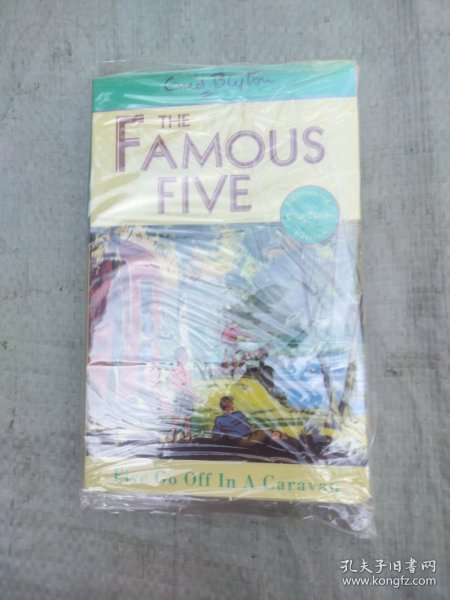 Enid Blyton
THE
FAMOUS
FIVE
Five Go Off In A Caravan
孔夫子旧书网
www.kongfz.com